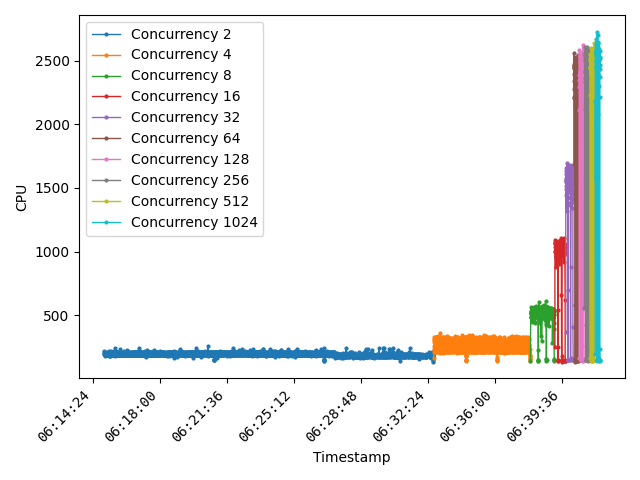 Concurrency 2
Concurrency 4
Concurrency 8
Concurrency 16
Concurrency 32
Concurrency 64
Concurrency 128
Concurrency 256
Concurrency 512
Concurrency 1024
CPU
2500
2000
1500
1000
500
06:14:24
06:18:00
06:21:36
06:25:12
06:28:48
06:32:24
06:36:00
06:39:36
Timestamp